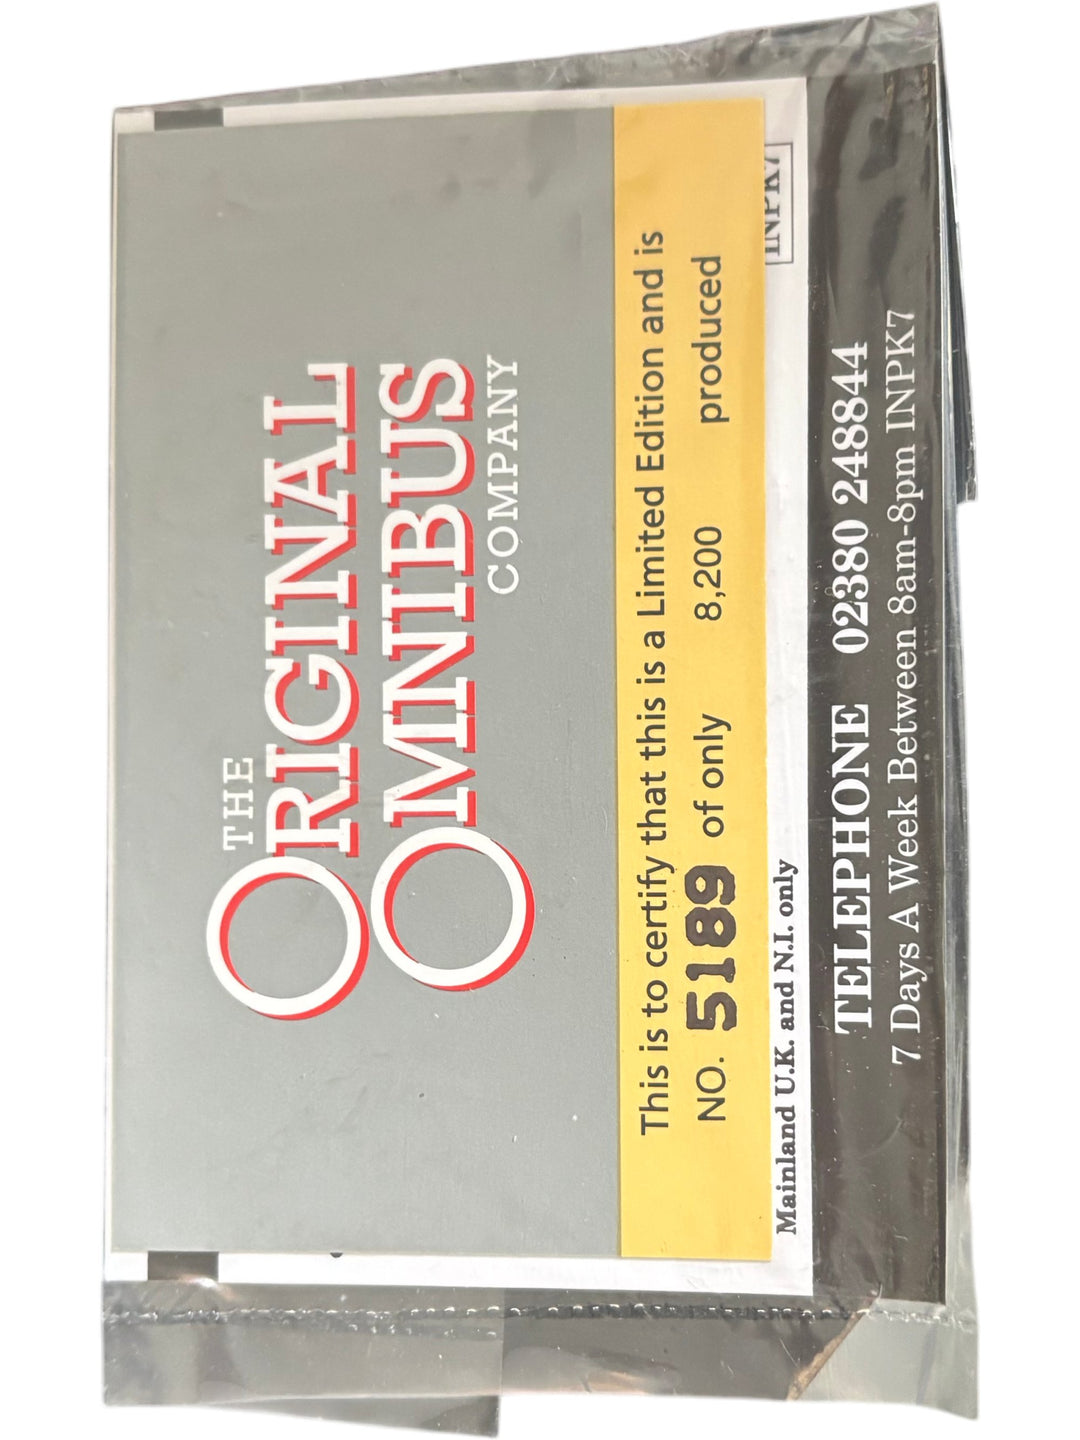 THE
ORIGINAL
OMNIBUS
COMPANY
This is to certify that this is a Limited Edition and is
NO. 5189 of only 8,200 produced
INPK7
Mainland U.K. and N.I. only
TELEPHONE 02380 248844
7 Days A Week Between 8am-8pm INPK7